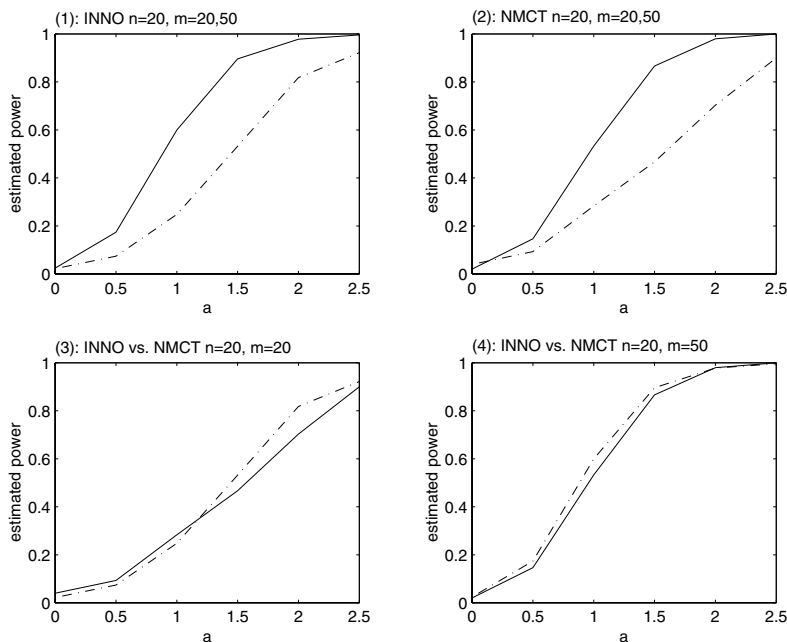 (1): INNO n=20, m=20,50
1
0.8
0.6
0.4
0.2
0
estimated power
0 0.5 1 1.5 2 2.5
a
(2): NMCT n=20, m=20,50
1
0.8
0.6
0.4
0.2
0
estimated power
0 0.5 1 1.5 2 2.5
a
(3): INNO vs. NMCT n=20, m=20
1
0.8
0.6
0.4
0.2
0
estimated power
0 0.5 1 1.5 2 2.5
a
(4): INNO vs. NMCT n=20, m=50
1
0.8
0.6
0.4
0.2
0
estimated power
0 0.5 1 1.5 2 2.5
a